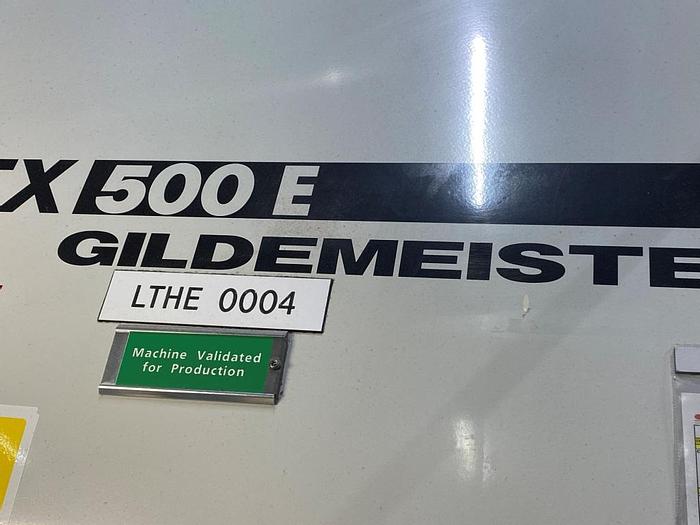 TX 500 E
GILDEMEISTE
LTHE 0004
Machine Validated
for Production